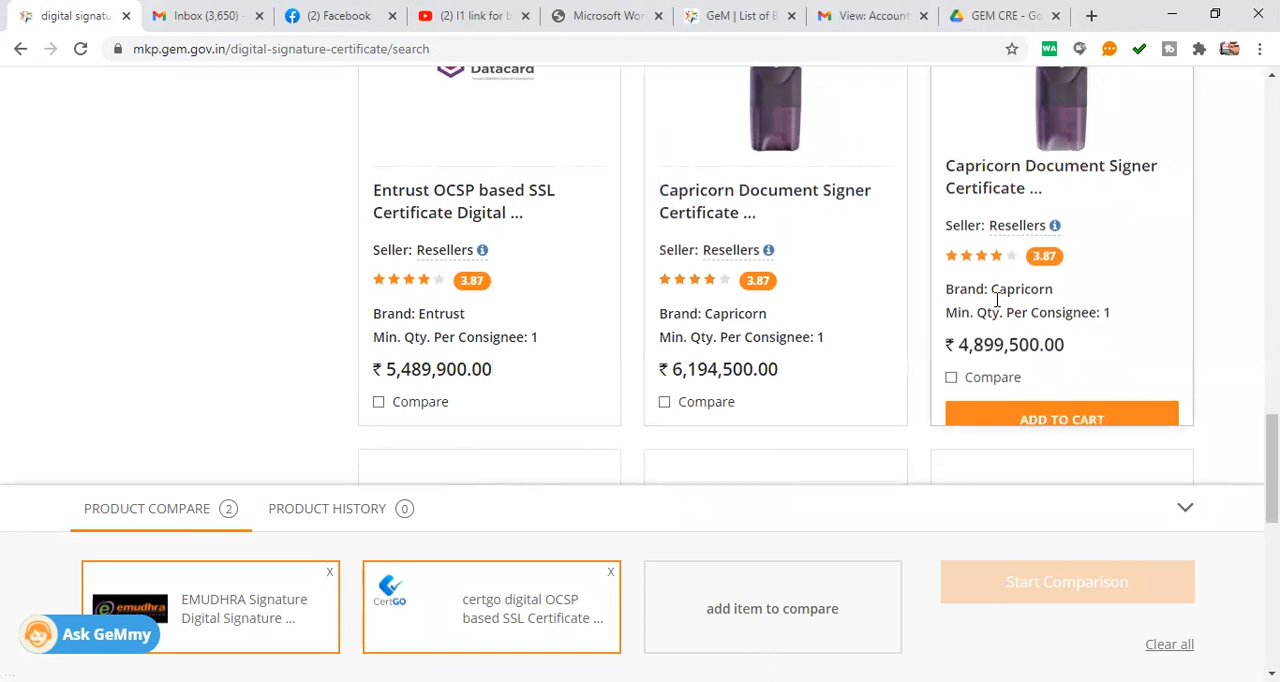 digital signatu
Inbox (3,650) -
(2) Facebook
(2) I1 link for b
Microsoft Wor
GeM | List of B
View: Account
GEM CRE - Go
mkp.gem.gov.in/digital-signature-certificate/search
WA
Datacard
Entrust OCSP based SSL
Certificate Digital ...
Seller: Resellers
3.87
Brand: Entrust
Min. Qty. Per Consignee: 1
₹ 5,489,900.00
Compare
Capricorn Document Signer
Certificate ...
Seller: Resellers
3.87
Brand: Capricorn
Min. Qty. Per Consignee: 1
₹ 6,194,500.00
Compare
Capricorn Document Signer
Certificate ...
Seller: Resellers
3.87
Brand: Capricorn
Min. Qty. Per Consignee: 1
₹ 4,899,500.00
Compare
ADD TO CART
PRODUCT COMPARE 2
PRODUCT HISTORY 0
X
emudhra
EMUDHRA Signature
Digital Signature ...
X
CertGO
certgo digital OCSP
based SSL Certificate ...
add item to compare
Start Comparison
Clear all
Ask GeMmy